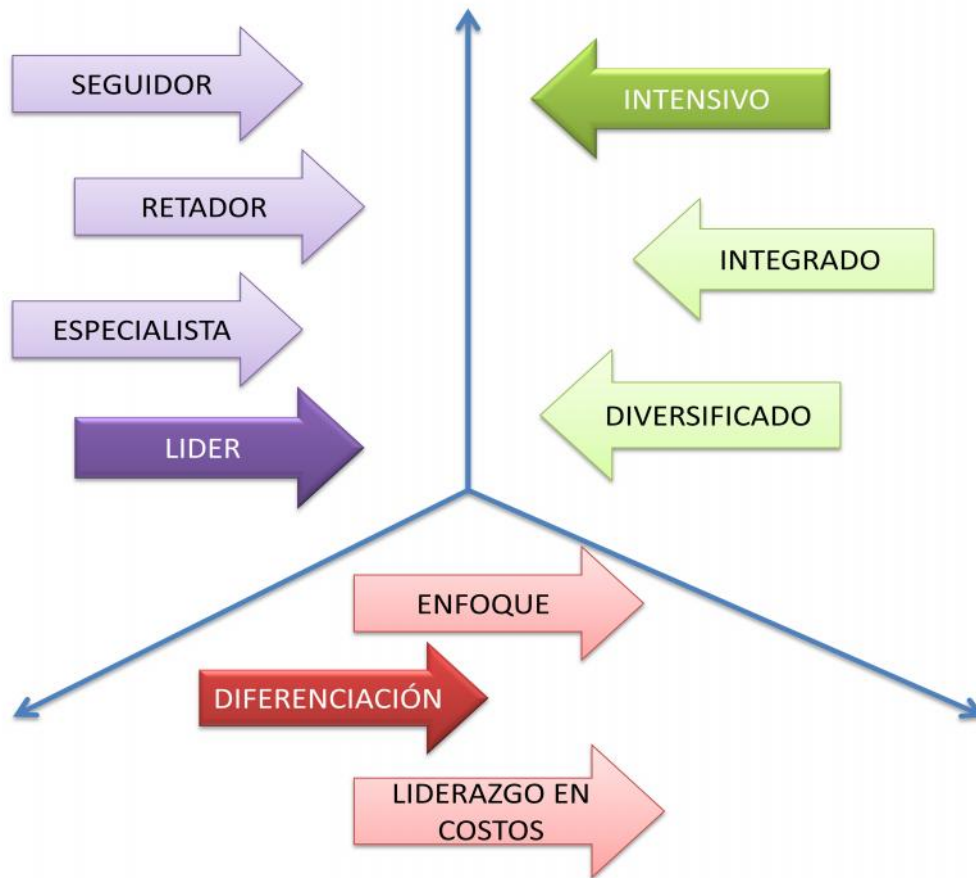 SEGUIDOR
RETADOR
ESPECIALISTA
LIDER
INTENSIVO
INTEGRADO
DIVERSIFICADO
ENFOQUE
DIFERENCIACIÓN
LIDERAZGO EN
COSTOS